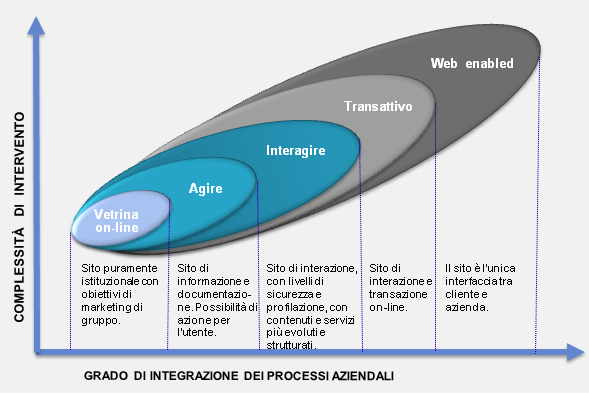 COMPLESSITÀ DI INTERVENTO
Web enabled
Transattivo
Interagire
Agire
Vetrina
on-line
Sito puramente
istituzionale con
obiettivi di
marketing di
gruppo.
Sito di
informazione e
documentazio-
ne. Possibilità di
azione per
l'utente.
Sito di interazione,
con livelli di
sicurezza e
profilazione, con
contenuti e servizi
più evoluti e
strutturati.
Sito di
interazione e
transazione
on-line.
Il sito è l'unica
interfaccia tra
cliente e
azienda.
GRADO DI INTEGRAZIONE DEI PROCESSI AZIENDALI